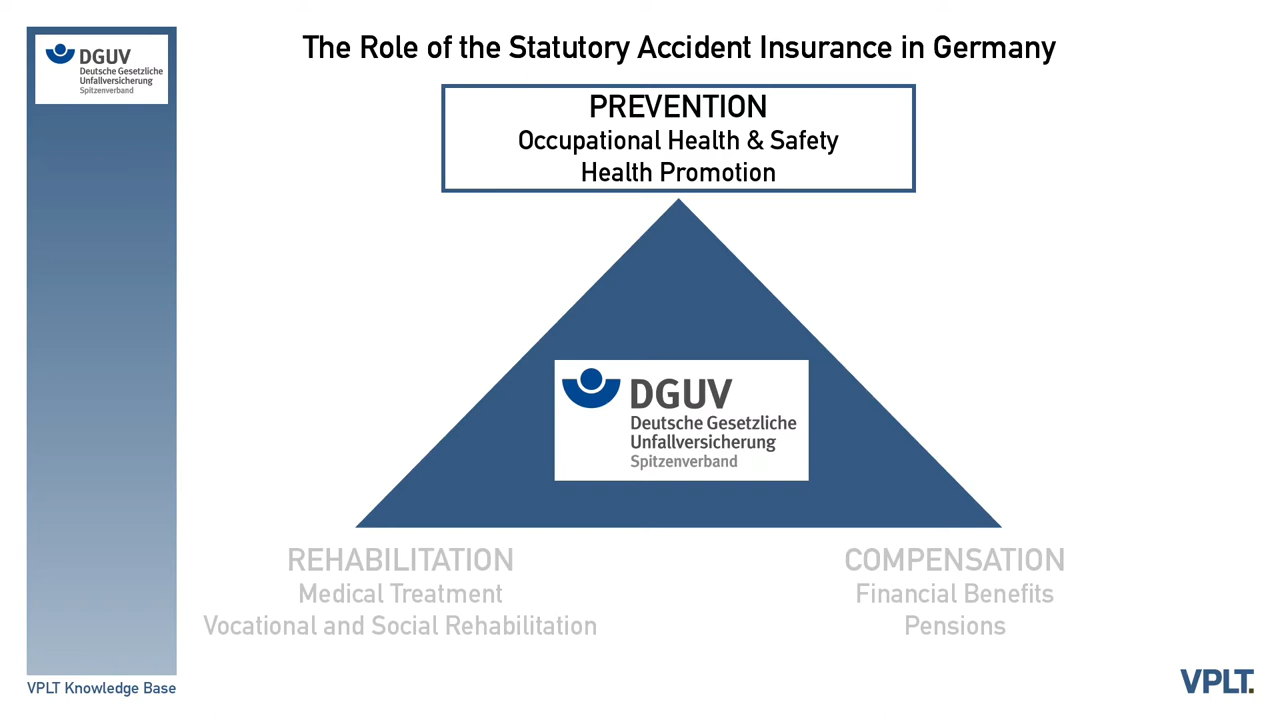 DGUV
Deutsche Gesetzliche
Unfallversicherung
Spitzenverband
The Role of the Statutory Accident Insurance in Germany
PREVENTION
Occupational Health & Safety
Health Promotion
DGUV
Deutsche Gesetzliche
Unfallversicherung
Spitzenverband
REHABILITATION
Medical Treatment
Vocational and Social Rehabilitation
COMPENSATION
Financial Benefits
Pensions
VPLT Knowledge Base
VPLT.